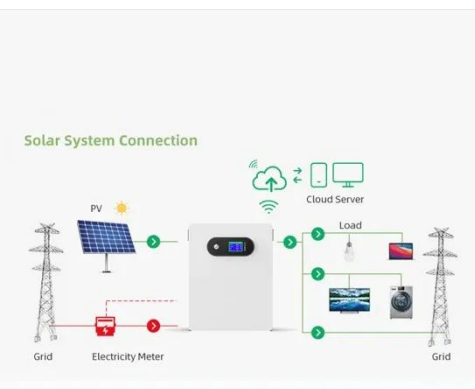 Solar System Connection
Cloud Server
PV
Load
Grid
Electricity Meter
Grid